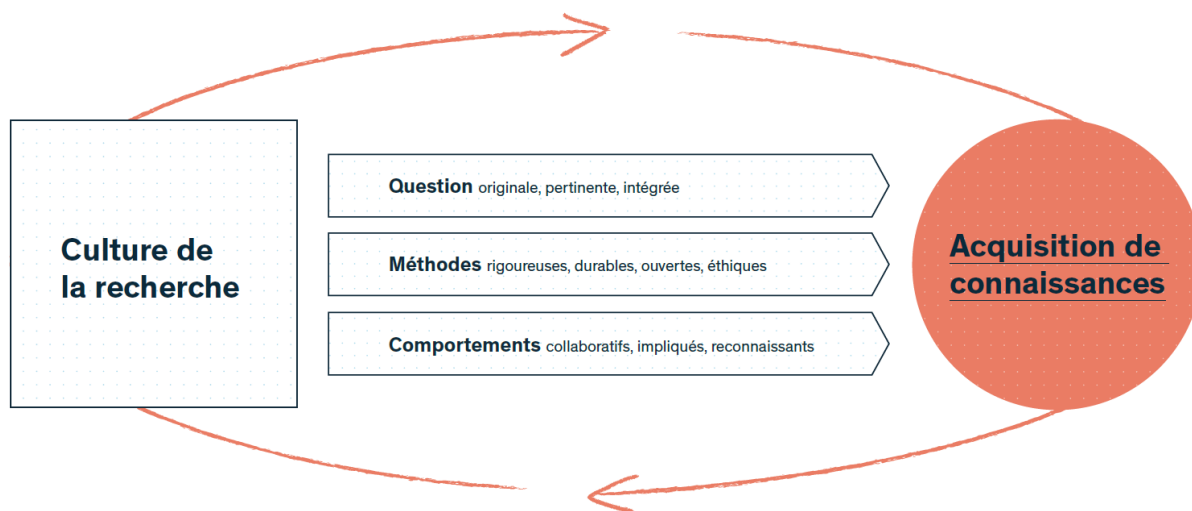 Culture de
la recherche
Question originale, pertinente, intégrée
Méthodes rigoureuses, durables, ouvertes, éthiques
Comportements collaboratifs, impliqués, reconnaissants
Acquisition de
connaissances